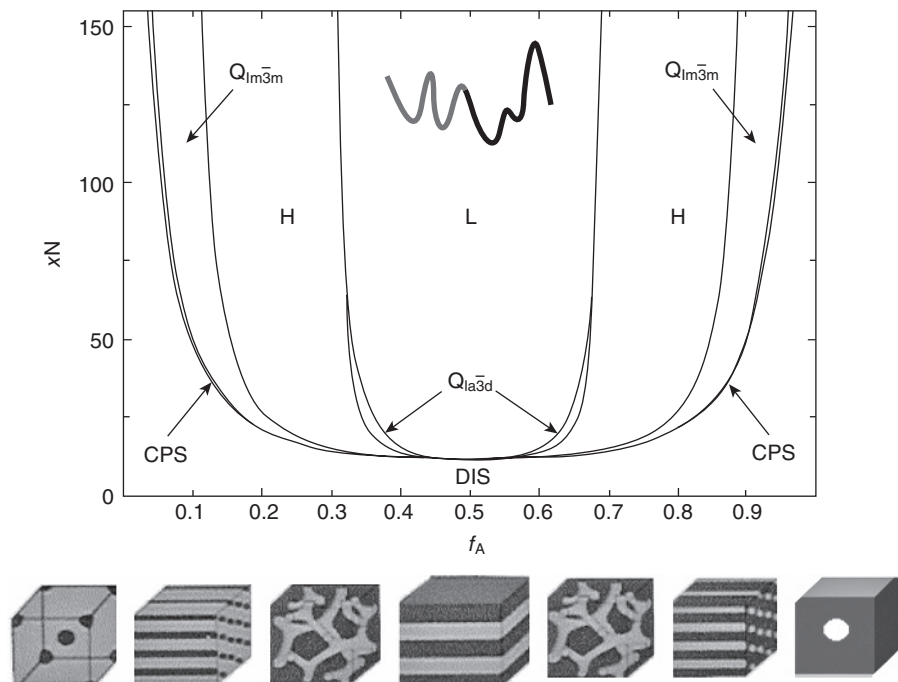 150
Q_{Im3̄m}
Q_{Im3̄m}
100
H
L
H
xN
50
Q_{Ia3̄d}
CPS
CPS
DIS
0
0.1 0.2 0.3 0.4 0.5 0.6 0.7 0.8 0.9
f_A